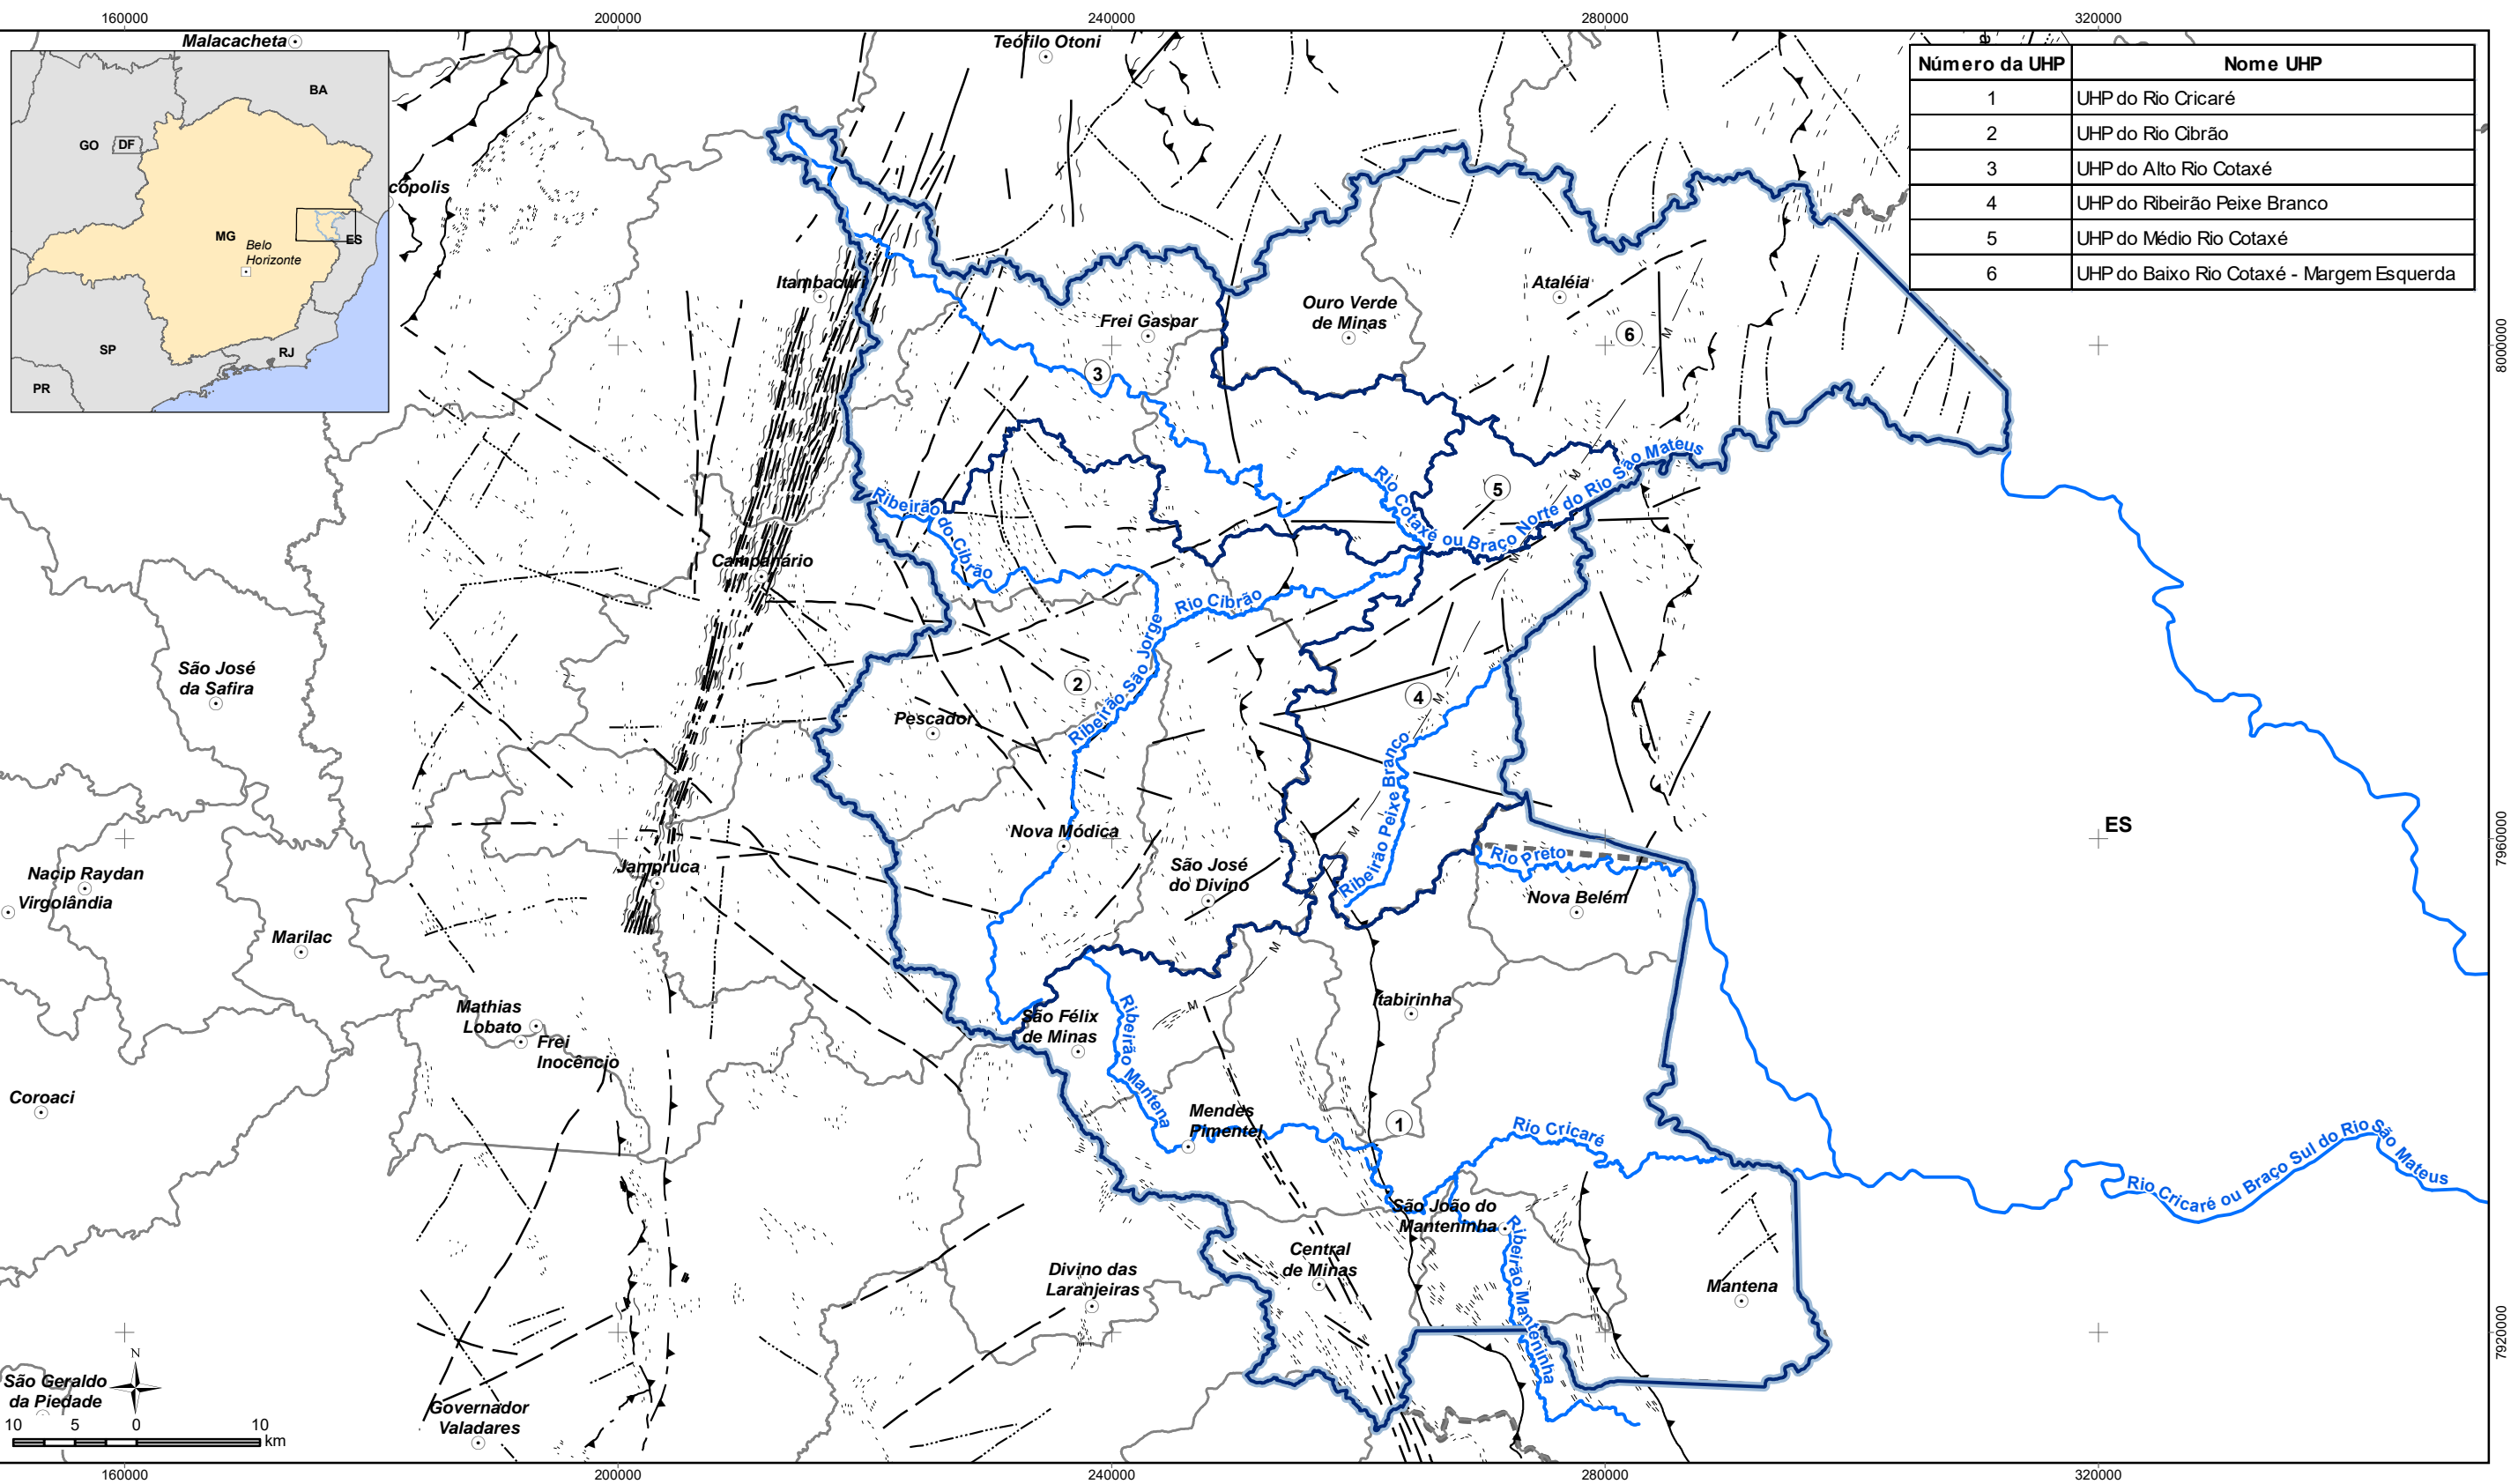 160000
200000
240000
280000
320000
Malacacheta
Teófilo Otoni
Número da UHP
Nome UHP
1
UHP do Rio Cricaré
2
UHP do Rio Cibrão
3
UHP do Alto Rio Cotaxé
4
UHP do Ribeirão Peixe Branco
5
UHP do Médio Rio Cotaxé
6
UHP do Baixo Rio Cotaxé - Margem Esquerda
BA
GO
DF
MG
Belo
Horizonte
ES
SP
RJ
PR
copolis
Itambacuri
Frei Gaspar
Ouro Verde
de Minas
Ataléia
6
M
3
8000000
Ribeirão do Cibrão
Rio Cotaxé ou Braço Norte do Rio São Mateus
M
5
M
Campanário
Rio Cibrão
São José
da Safira
2
Ribeirão São Jorge
4
M
Pescador
Ribeirão Peixe Branco
Nova Módica
M
ES
7960000
Jampruca
São José
do Divino
Rio Preto
Nova Belém
Nacip Raydan
Virgolândia
Marilac
M
M
Itabirinha
Mathias
Lobato
Frei
Inocêncio
São Félix
de Minas
Ribeirão Mantena
Coroaci
Mendes
Pimentel
1
Rio Cricaré
Rio Cricaré ou Braço Sul do Rio São Mateus
São João do
Manteninha
Ribeirão Manteninha
Central
de Minas
Divino das
Laranjeiras
Mantena
7920000
N
São Geraldo
da Piedade
Governador
Valadares
10
5
0
10
km
160000
200000
240000
280000
320000